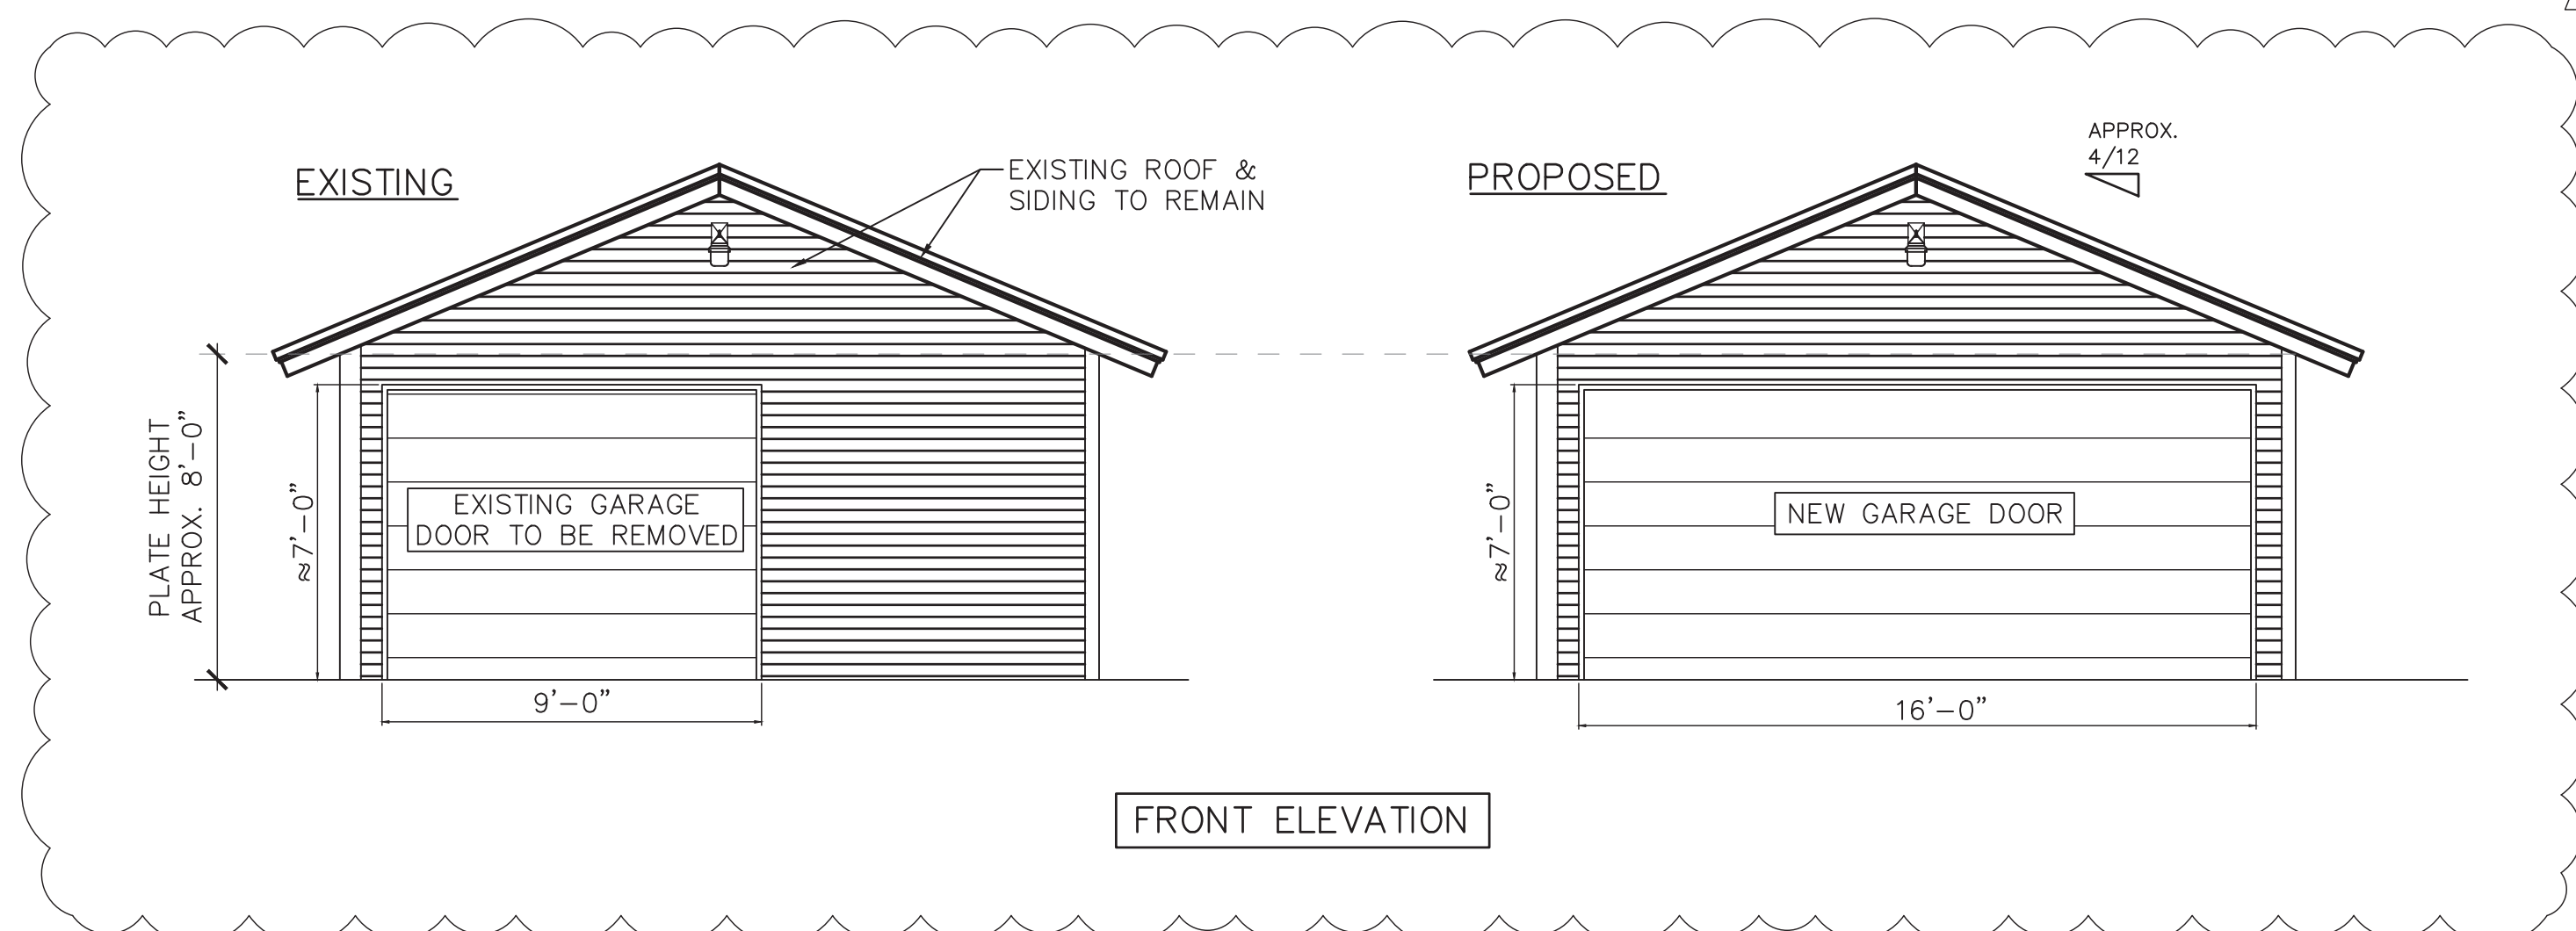 EXISTING
EXISTING ROOF &
SIDING TO REMAIN
PROPOSED
APPROX.
4/12
PLATE HEIGHT
APPROX. 8'-0"
≈7'-0"
EXISTING GARAGE
DOOR TO BE REMOVED
9'-0"
≈7'-0"
NEW GARAGE DOOR
16'-0"
FRONT ELEVATION